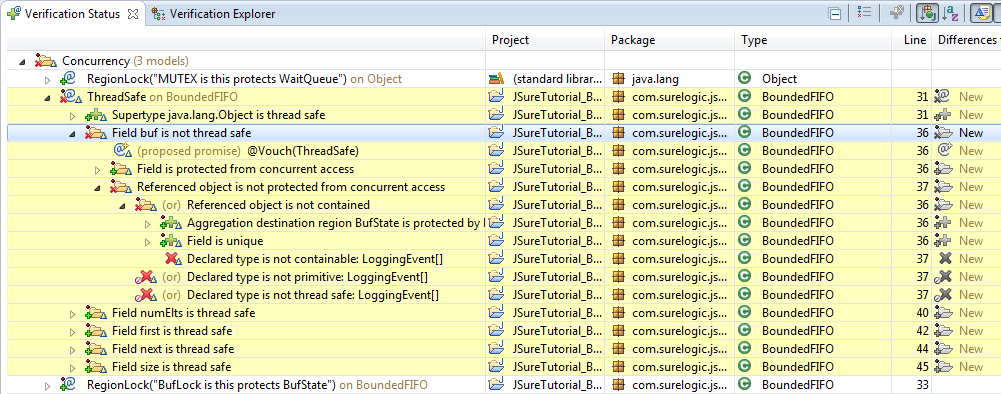 Verification Status Verification Explorer
Project Package Type Line Differences f
Concurrency (3 models)
RegionLock("MUTEX is this protects WaitQueue") on Object (standard librar... java.lang Object
ThreadSafe on BoundedFIFO JSureTutorial_B... com.surelogic.js... BoundedFIFO 31 New
Supertype java.lang.Object is thread safe JSureTutorial_B... com.surelogic.js... BoundedFIFO 31 New
Field buf is not thread safe JSureTutorial_B... com.surelogic.js... BoundedFIFO 36 New
(proposed promise) @Vouch(ThreadSafe) JSureTutorial_B... com.surelogic.js... BoundedFIFO 36 New
Field is protected from concurrent access JSureTutorial_B... com.surelogic.js... BoundedFIFO 36 New
Referenced object is not protected from concurrent access JSureTutorial_B... com.surelogic.js... BoundedFIFO 37 New
(or) Referenced object is not contained JSureTutorial_B... com.surelogic.js... BoundedFIFO 36 New
Aggregation destination region BufState is protected by JSureTutorial_B... com.surelogic.js... BoundedFIFO 36 New
Field is unique JSureTutorial_B... com.surelogic.js... BoundedFIFO 36 New
Declared type is not containable: LoggingEvent[] JSureTutorial_B... com.surelogic.js... BoundedFIFO 37 New
(or) Declared type is not primitive: LoggingEvent[] JSureTutorial_B... com.surelogic.js... BoundedFIFO 37 New
(or) Declared type is not thread safe: LoggingEvent[] JSureTutorial_B... com.surelogic.js... BoundedFIFO 37 New
Field numElts is thread safe JSureTutorial_B... com.surelogic.js... BoundedFIFO 40 New
Field first is thread safe JSureTutorial_B... com.surelogic.js... BoundedFIFO 42 New
Field next is thread safe JSureTutorial_B... com.surelogic.js... BoundedFIFO 44 New
Field size is thread safe JSureTutorial_B... com.surelogic.js... BoundedFIFO 45 New
RegionLock("BufLock is this protects BufState") on BoundedFIFO JSureTutorial_B... com.surelogic.js... BoundedFIFO 33